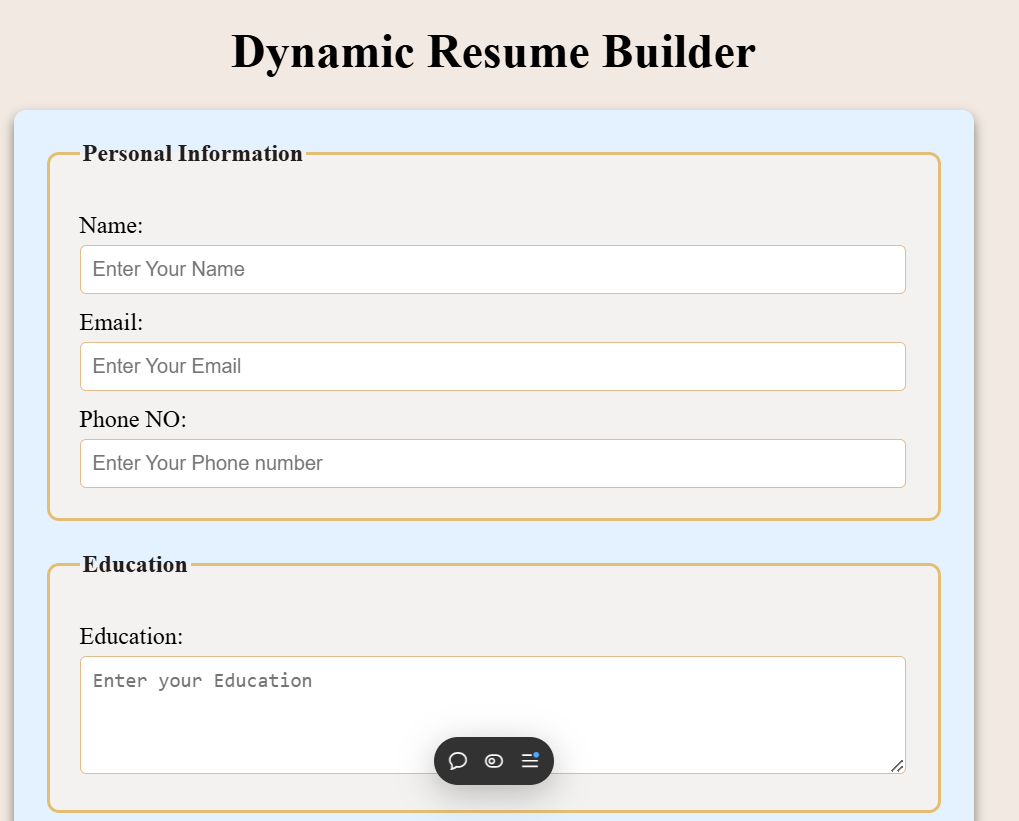 Dynamic Resume Builder
Personal Information
Name:
Enter Your Name
Email:
Enter Your Email
Phone NO:
Enter Your Phone number
Education
Education:
Enter your Education